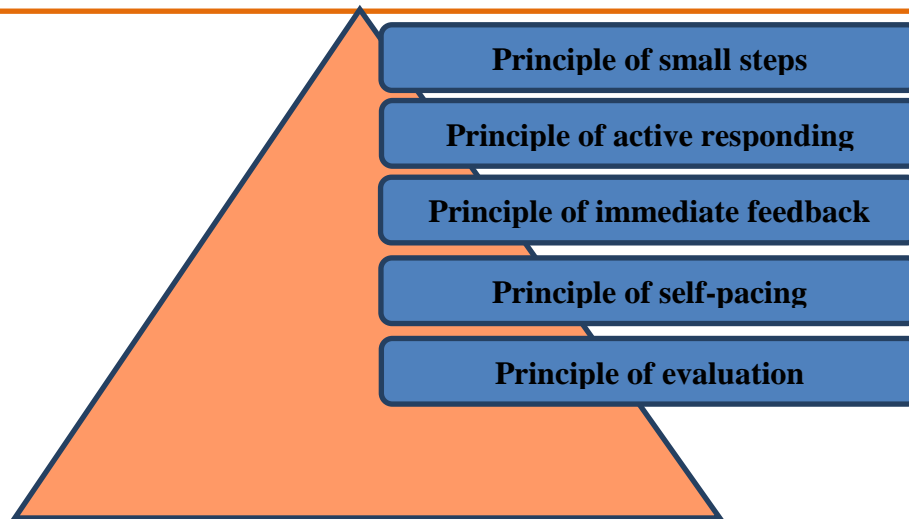 Principle of small steps
Principle of active responding
Principle of immediate feedback
Principle of self-pacing
Principle of evaluation